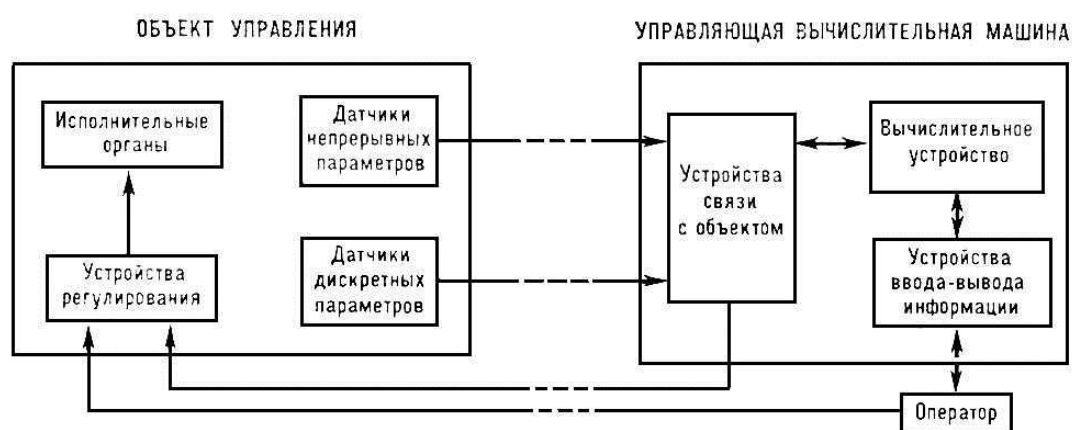 ОБЪЕКТ УПРАВЛЕНИЯ
УПРАВЛЯЮЩАЯ ВЫЧИСЛИТЕЛЬНАЯ МАШИНА
Исполнительные
органы
Датчики
непрерывных
параметров
Устройства
связи
с объектом
Вычислительное
устройство
Устройства
регулирования
Датчики
дискретных
параметров
Устройства
ввода-вывода
информации
Оператор